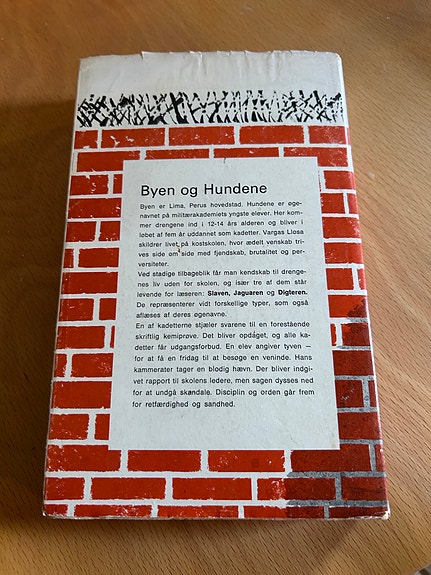 Byen og Hundene
Byen er Lima, Perus hovedstad. Hundene er øge-
navnet på militærakademiets yngste elever. Her kom-
mer drengene ind i 12-14 års alderen og bliver i
løbet af fem år uddannet som kadetter. Vargas Llosa
skildrer livet på kostskolen, hvor ædelt venskab tri-
ves side om side med fjendskab, brutalitet og per-
versiteter.
Ved stadige tilbageblik får man kendskab til drenge-
nes liv uden for skolen, og især tre af dem står
levende for læseren: Slaven, Jaguaren og Digteren.
De repræsenterer vidt forskellige typer, som også
aflæses af deres øgenavne.
En af kadetterne stjæler svarene til en forestående
skriftlig kemiprøve. Det bliver opdaget, og alle ka-
detter får udgangsforbud. En elev angiver tyven —
for at få en fridag til at besøge en veninde. Hans
kammerater tager en blodig hævn. Der bliver indgi-
vet rapport til skolens ledere, men sagen dysses ned
for at undgå skandale. Disciplin og orden går frem
for retfærdighed og sandhed.